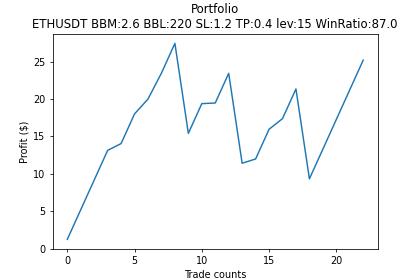 Portfolio
ETHUSDT BBM:2.6 BBL:220 SL:1.2 TP:0.4 lev:15 WinRatio:87.0
Profit ($)
25
20
15
10
5
0
0 5 10 15 20
Trade counts